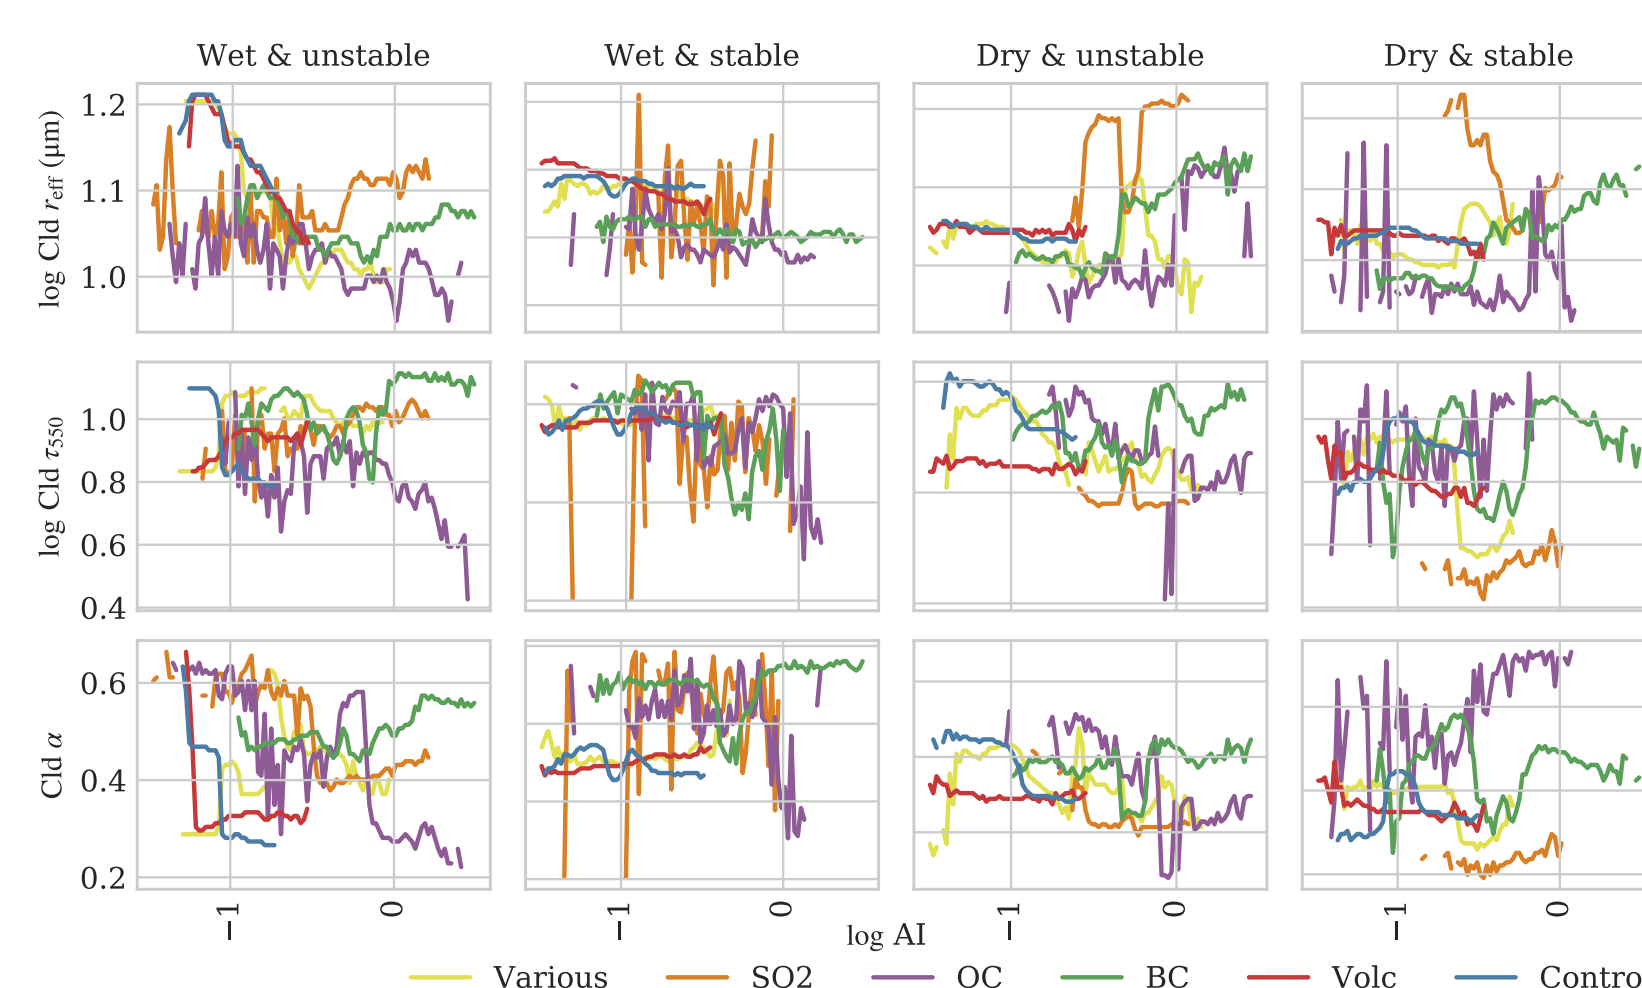 Wet & unstable Wet & stable Dry & unstable Dry & stable
log Cld r_eff (μm)
1.2
1.1
1.0
log Cld τ_550
1.0
0.8
0.6
0.4
Cld α
0.6
0.4
0.2
−1 0 −1 0 −1 0 −1 0
log AI
Various SO2 OC BC Volc Contro